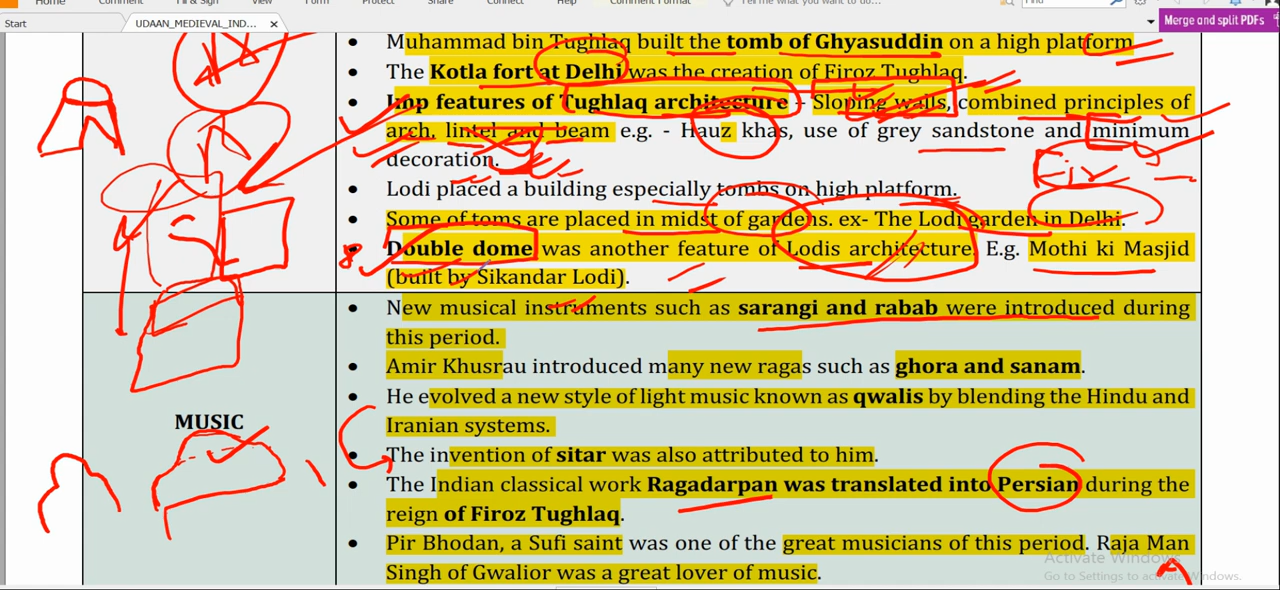 Home Comment Fill & Sign View Form Protect Share Connect Help Comment Format Tell me what you want to do... Find
Start UDAAN_MEDIEVAL_IND... × Merge and split PDFs
• Muhammad bin Tughlaq built the tomb of Ghyasuddin on a high platform
• The Kotla fort at Delhi was the creation of Firoz Tughlaq.
• Imp features of Tughlaq architecture – Sloping walls, combined principles of
arch, lintel and beam e.g. - Hauz khas, use of grey sandstone and minimum
decoration.
• Lodi placed a building especially tombs on high platform.
• Some of toms are placed in midst of gardens. ex- The Lodi garden in Delhi.
• Double dome was another feature of Lodis architecture. E.g. Mothi ki Masjid
(built by Sikandar Lodi).
MUSIC
• New musical instruments such as sarangi and rabab were introduced during
this period.
• Amir Khusrau introduced many new ragas such as ghora and sanam.
• He evolved a new style of light music known as qwalis by blending the Hindu and
Iranian systems.
• The invention of sitar was also attributed to him.
• The Indian classical work Ragadarpan was translated into Persian during the
reign of Firoz Tughlaq.
• Pir Bhodan, a Sufi saint was one of the great musicians of this period. Raja Man
Singh of Gwalior was a great lover of music.
Activate Windows
Go to Settings to activate Windows.